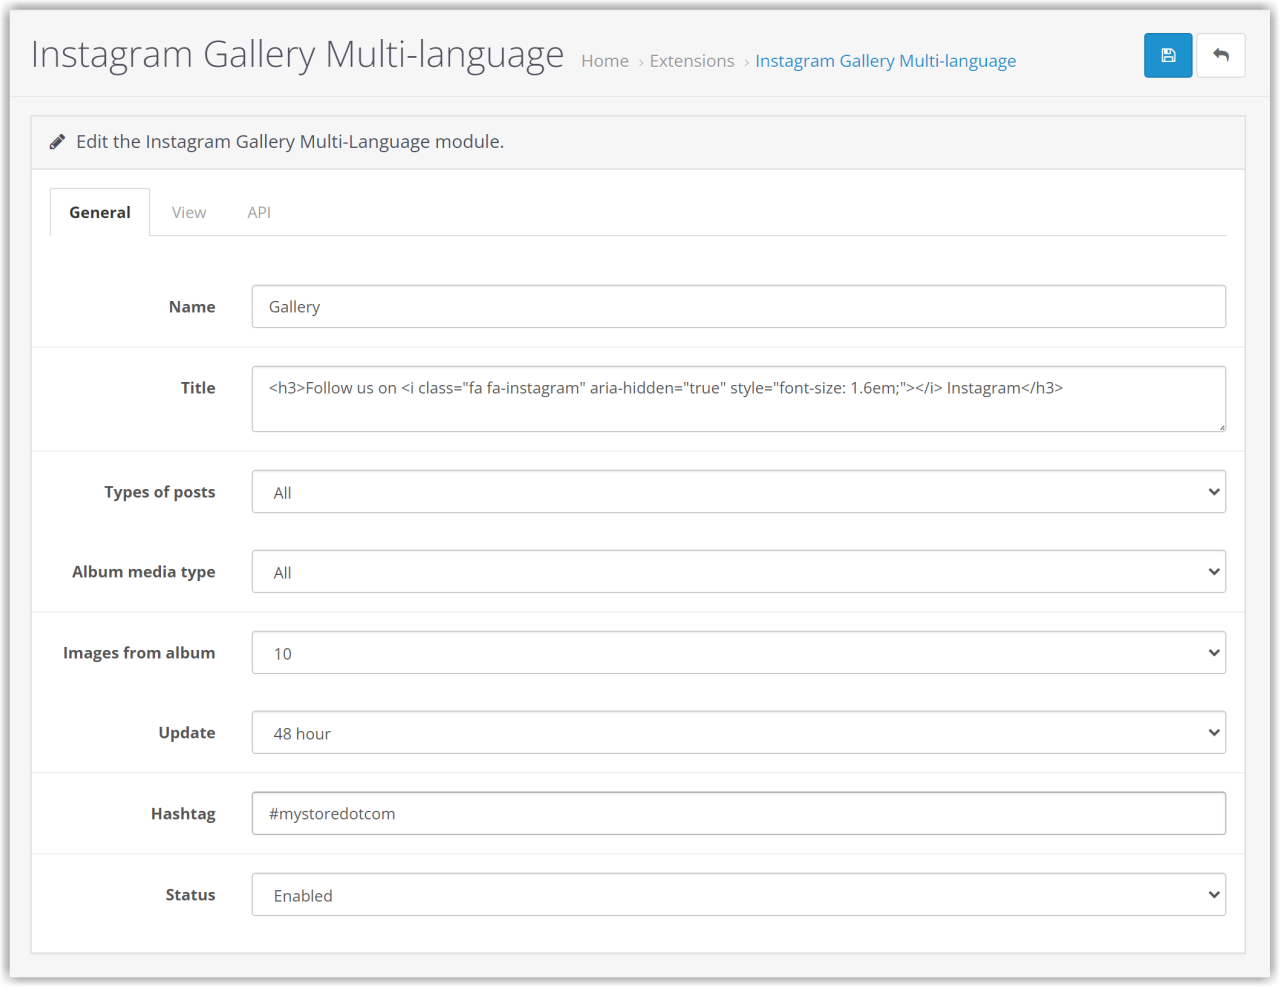 Instagram Gallery Multi-language Home › Extensions › Instagram Gallery Multi-language
Edit the Instagram Gallery Multi-Language module.
General View API
Name Gallery
Title <h3>Follow us on <i class="fa fa-instagram" aria-hidden="true" style="font-size: 1.6em;"></i> Instagram</h3>
Types of posts All
Album media type All
Images from album 10
Update 48 hour
Hashtag #mystoredotcom
Status Enabled